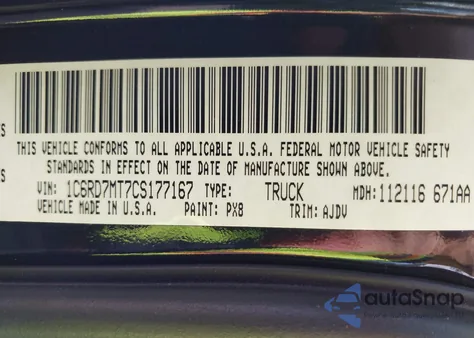 THIS VEHICLE CONFORMS TO ALL APPLICABLE U.S.A. FEDERAL MOTOR VEHICLE SAFETY
STANDARDS IN EFFECT ON THE DATE OF MANUFACTURE SHOWN ABOVE.
VIN: 1C6RD7MT7CS177167 TYPE: TRUCK MDH: 112116 671AA
VEHICLE MADE IN U.S.A. PAINT: PX8 TRIM: AJDV
autoSnap